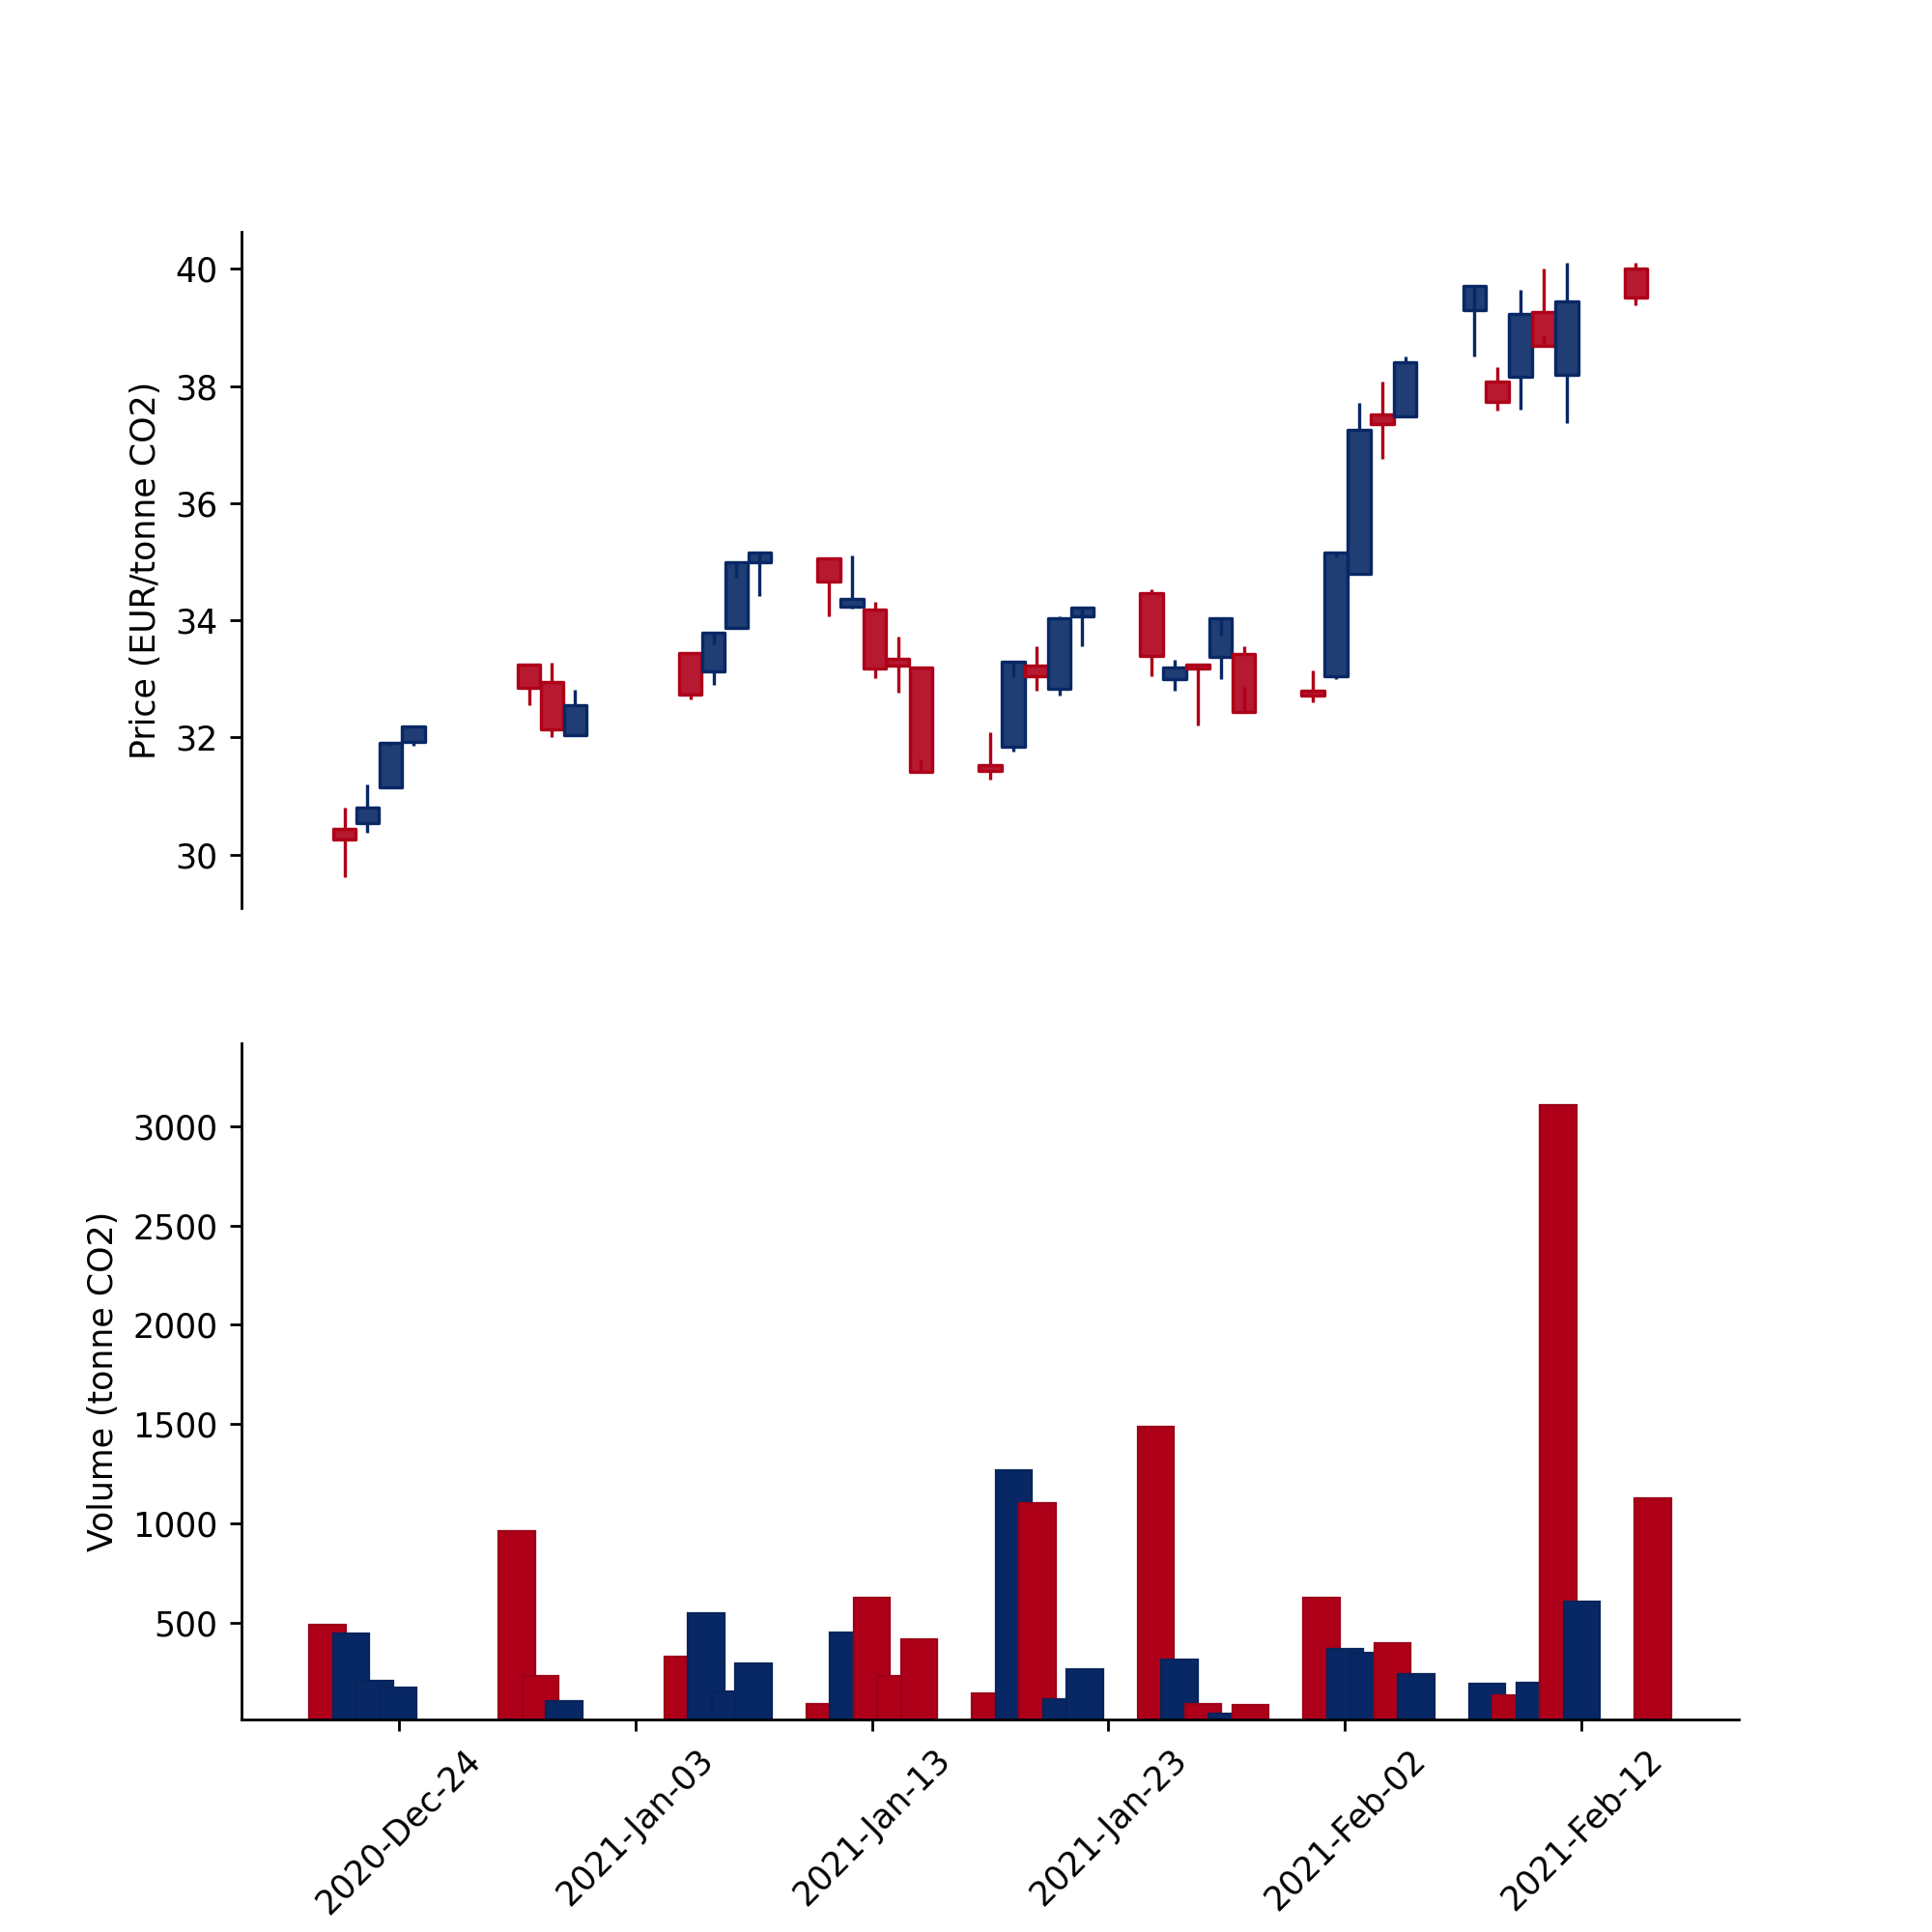 Price (EUR/tonne CO2)
40
38
36
34
32
30
Volume (tonne CO2)
3000
2500
2000
1500
1000
500
2020-Dec-24
2021-Jan-03
2021-Jan-13
2021-Jan-23
2021-Feb-02
2021-Feb-12